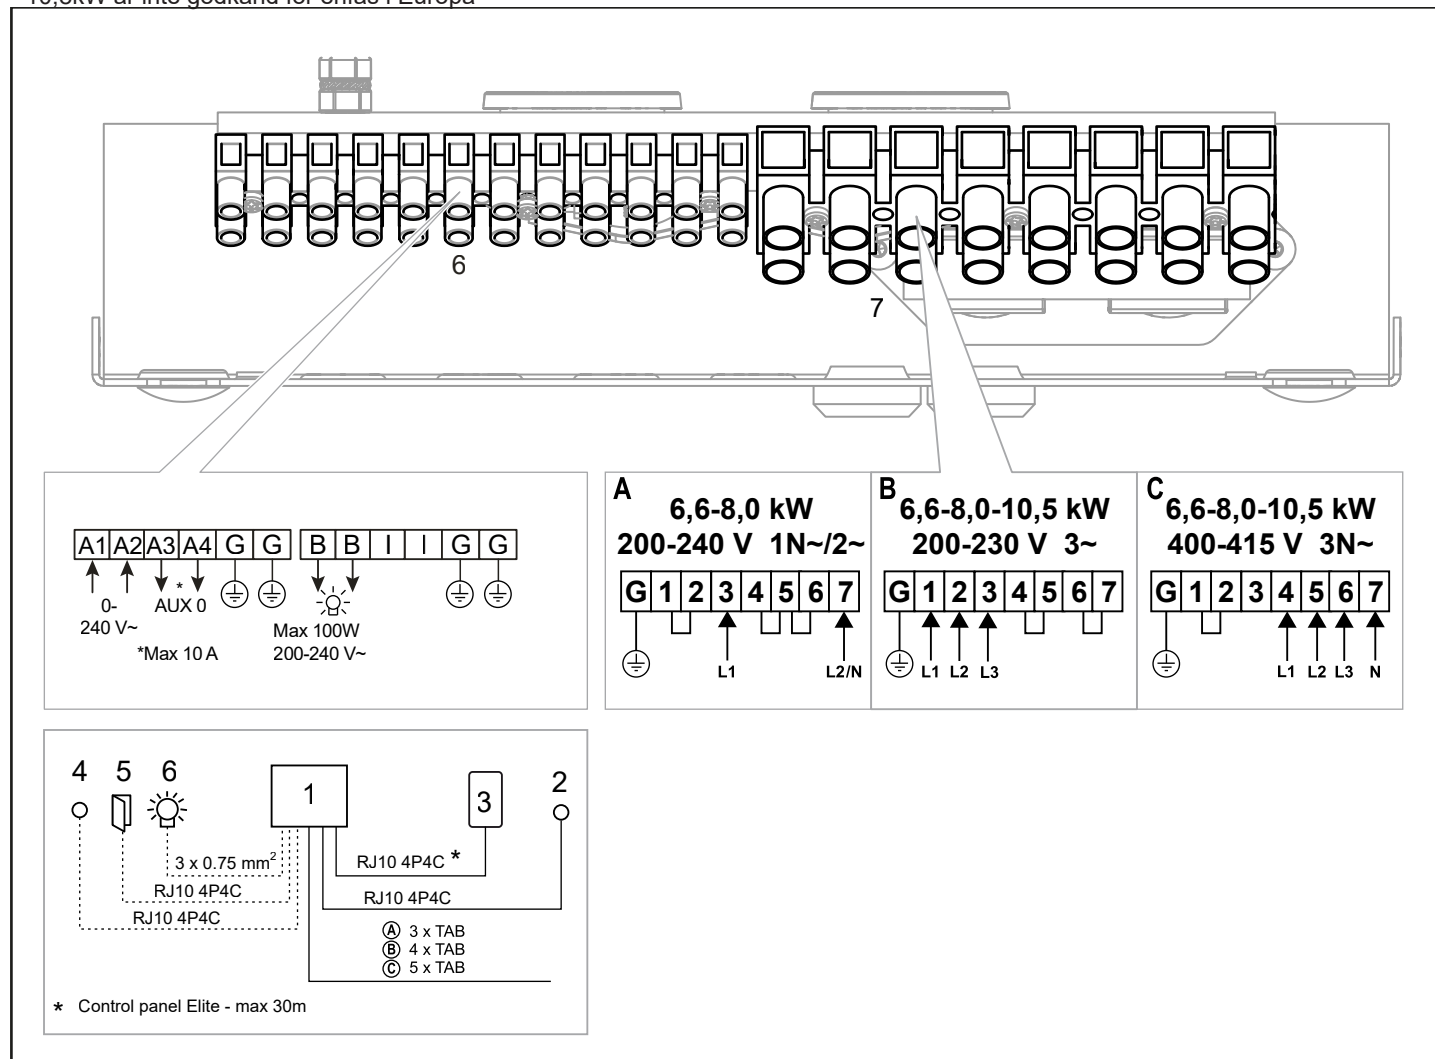 10,5kW är inte godkänd för enfas i Europa
6
7
A1 A2 A3 A4 G G B B I I G G
0-
240 V~
*
AUX 0
*Max 10 A
Max 100W
200-240 V~
A
6,6-8,0 kW
200-240 V 1N~/2~
G 1 2 3 4 5 6 7
L1 L2/N
B
6,6-8,0-10,5 kW
200-230 V 3~
G 1 2 3 4 5 6 7
L1 L2 L3
C
6,6-8,0-10,5 kW
400-415 V 3N~
G 1 2 3 4 5 6 7
L1 L2 L3 N
4 5 6 1 3 2
3 x 0.75 mm²
RJ10 4P4C *
RJ10 4P4C
RJ10 4P4C
RJ10 4P4C
A 3 x TAB
B 4 x TAB
C 5 x TAB
* Control panel Elite - max 30m